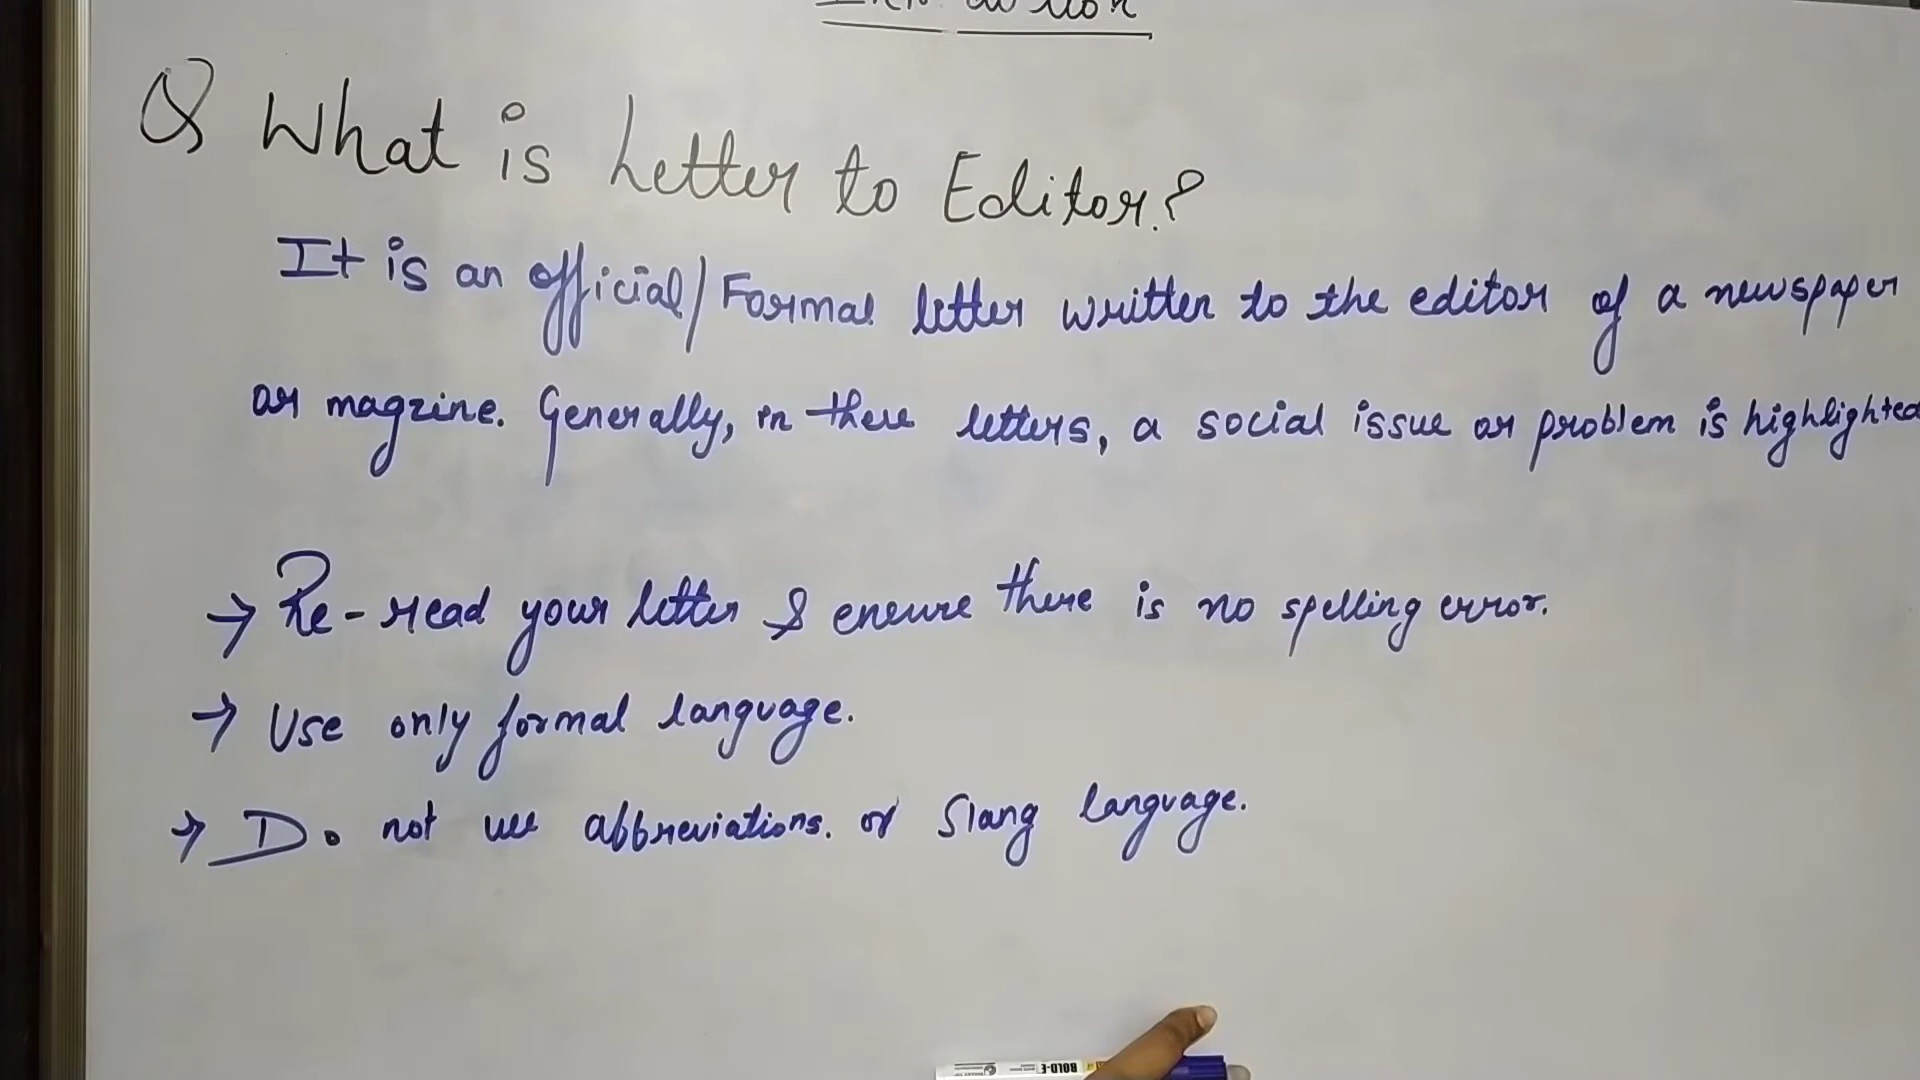 Q What is Letter to Editor?
It is an official/Formal letter written to the editor of a newspaper
or magzine. Generally, in these letters, a social issue or problem is highlighted
→ Re-read your letter & ensure there is no spelling error.
→ Use only formal language.
→ Do not use abbreviations. or Slang language.
BOLD-E